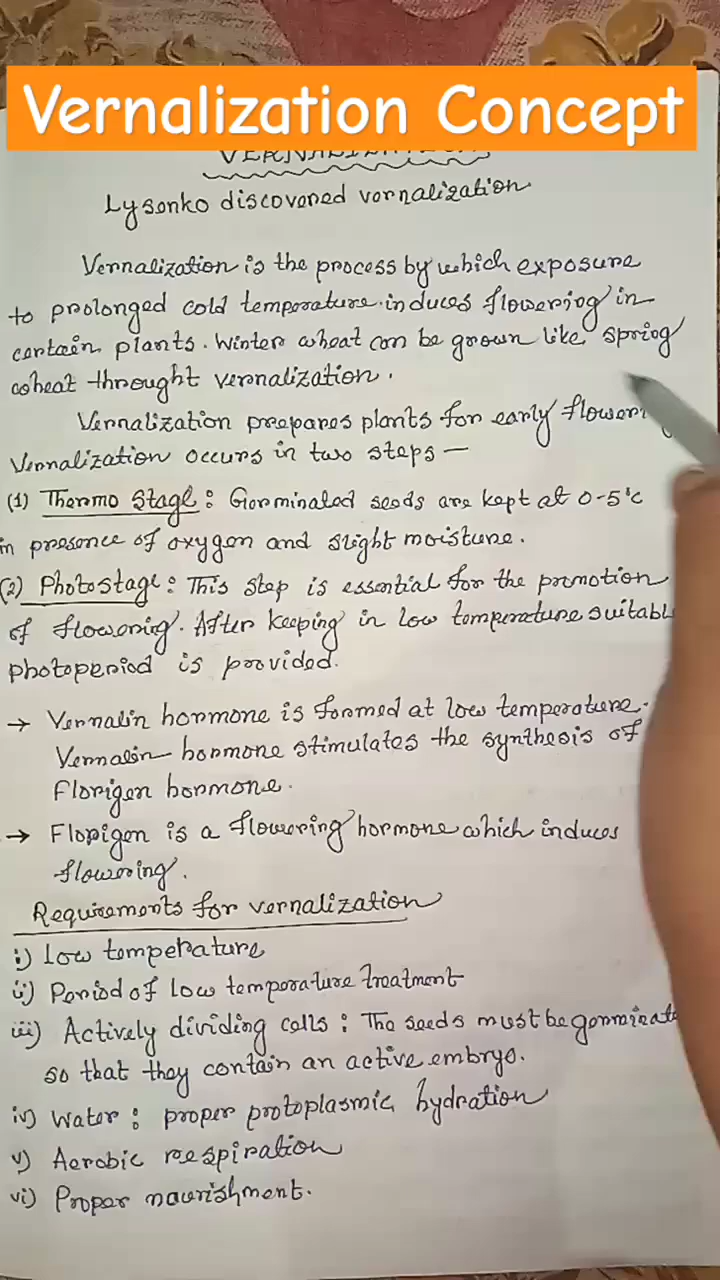 Vernalization Concept
VERNALIZATION
Lysenko discovered vernalization
Vernalization is the process by which exposure
to prolonged cold temperature induces flowering in
certain plants. Winter wheat can be grown like spring
wheat throught vernalization.
Vernalization prepares plants for early flowering
Vernalization occurs in two steps —
(1) Thermo Stage : Germinated seeds are kept at 0-5°c
in presence of oxygen and slight moisture.
(2) Photostage : This step is essential for the promotion
of flowering. After keeping in low temperature suitable
photoperiod is provided.
→ Vernalin hormone is formed at low temperature.
Vernalin hormone stimulates the synthesis of
Florigen hormone.
→ Florigen is a flowering hormone which induces
flowering.
Requirements for vernalization
i) Low temperature
ii) Period of low temperature treatment
iii) Actively dividing cells : The seeds must be germinate
so that they contain an active embryo.
iv) Water : proper protoplasmic hydration
v) Aerobic respiration
vi) Proper nourishment.